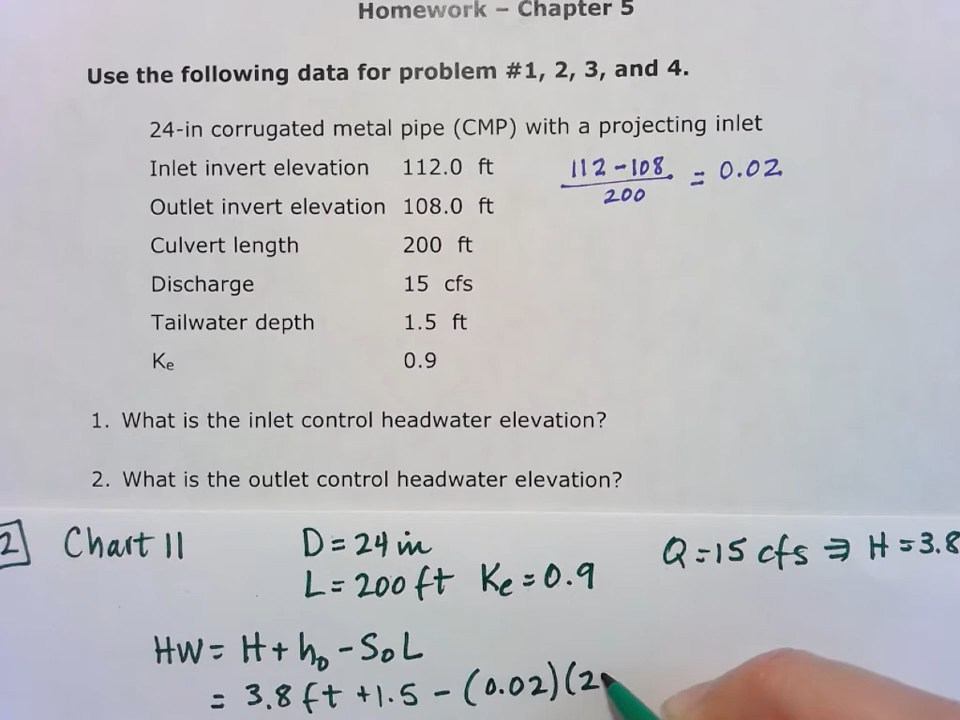 Homework – Chapter 5
Use the following data for problem #1, 2, 3, and 4.
24-in corrugated metal pipe (CMP) with a projecting inlet
Inlet invert elevation 112.0 ft
112 - 108 / 200 = 0.02
Outlet invert elevation 108.0 ft
Culvert length 200 ft
Discharge 15 cfs
Tailwater depth 1.5 ft
Ke 0.9
1. What is the inlet control headwater elevation?
2. What is the outlet control headwater elevation?
2] Chart 11 D = 24 in Q = 15 cfs ⇒ H = 3.8
L = 200 ft Ke = 0.9
HW = H + ho - SoL
= 3.8 ft + 1.5 - (0.02)(2